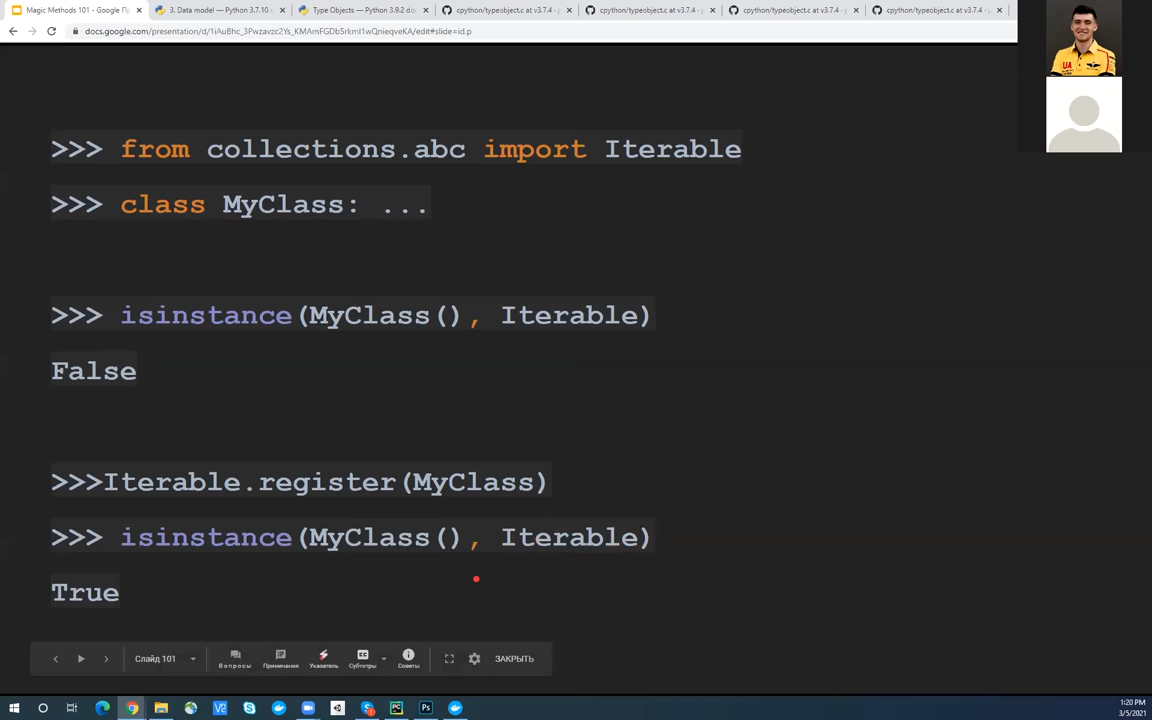 Magic Methods 101 - Google П
3. Data model — Python 3.7.10 d
Type Objects — Python 3.9.2 do
cpython/typeobject.c at v3.7.4 · p
cpython/typeobject.c at v3.7.4 · p
cpython/typeobject.c at v3.7.4 · p
cpython/typeobject.c at v3.7.4 ·
docs.google.com/presentation/d/1iAuBhc_3Pwzavzc2Ys_KMAmFGDb5rkmI1wQnieqveKA/edit#slide=id.p
UA
>>> from collections.abc import Iterable
>>> class MyClass: ...
>>> isinstance(MyClass(), Iterable)
False
>>>Iterable.register(MyClass)
>>> isinstance(MyClass(), Iterable)
True
Слайд 101
Вопросы
Примечания
Указатель
Субтитры
Советы
ЗАКРЫТЬ
PC
Ps
1:20 PM
3/5/2021